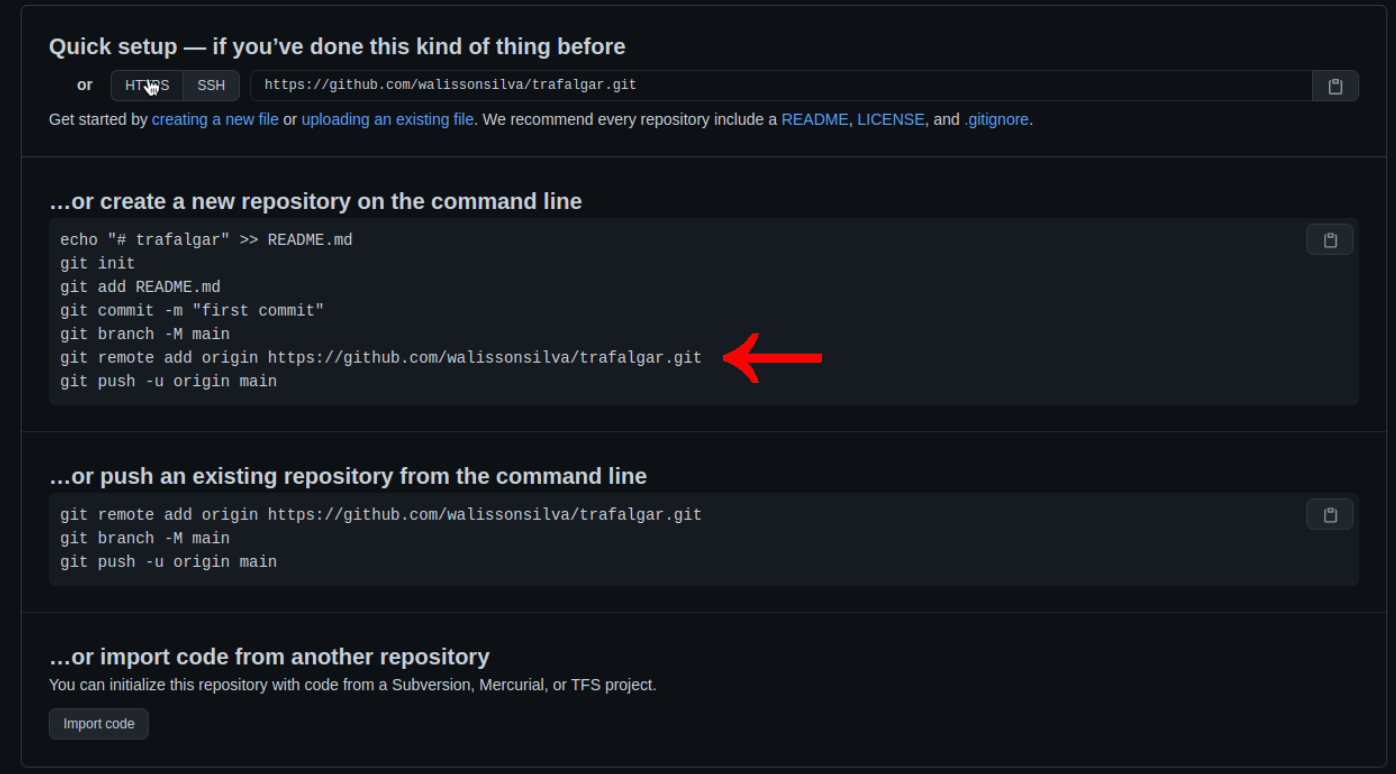 Quick setup — if you’ve done this kind of thing before
or HTTPS SSH https://github.com/walissonsilva/trafalgar.git
Get started by creating a new file or uploading an existing file. We recommend every repository include a README, LICENSE, and .gitignore.
…or create a new repository on the command line
echo "# trafalgar" >> README.md
git init
git add README.md
git commit -m "first commit"
git branch -M main
git remote add origin https://github.com/walissonsilva/trafalgar.git
git push -u origin main
…or push an existing repository from the command line
git remote add origin https://github.com/walissonsilva/trafalgar.git
git branch -M main
git push -u origin main
…or import code from another repository
You can initialize this repository with code from a Subversion, Mercurial, or TFS project.
Import code